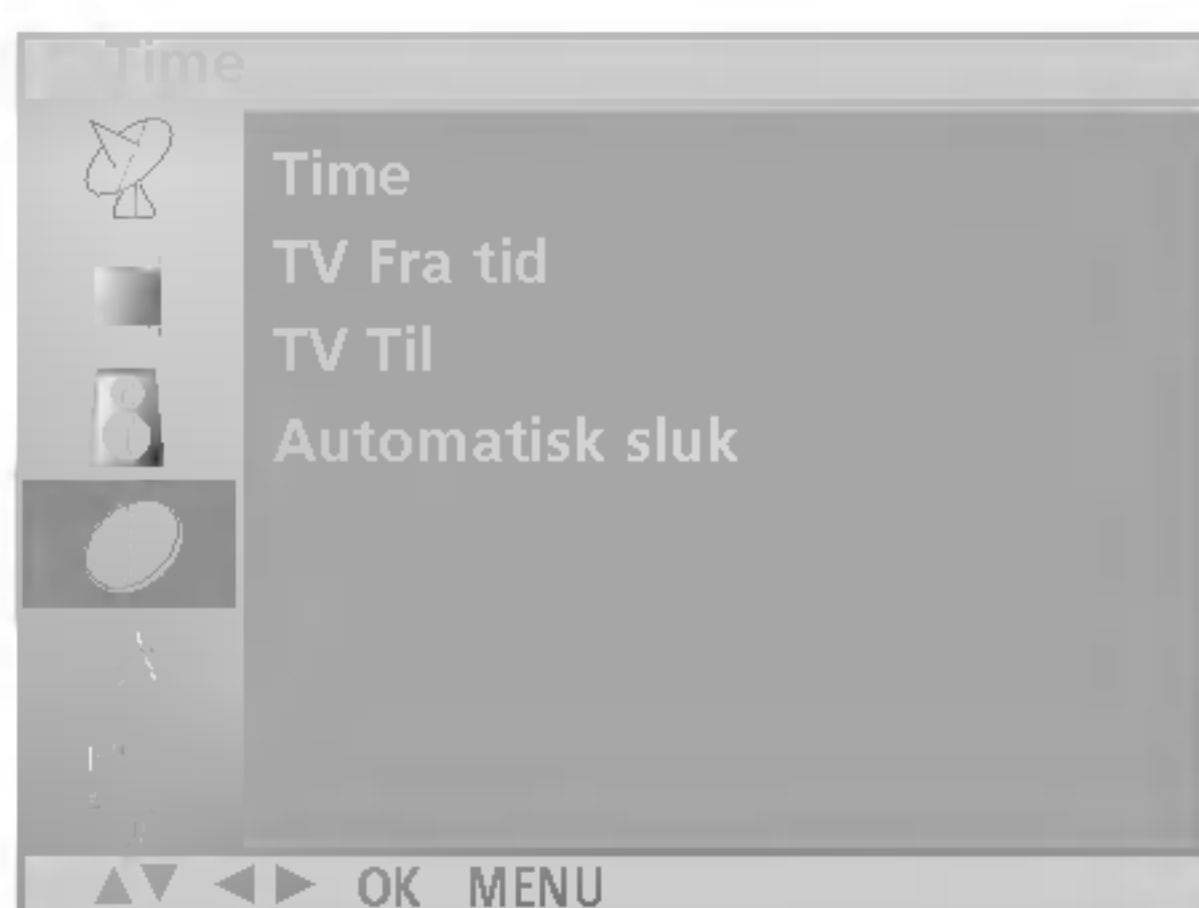 Time
Time
TV Fra tid
TV Til
Automatisk sluk
▲▼ ◀▶ OK MENU